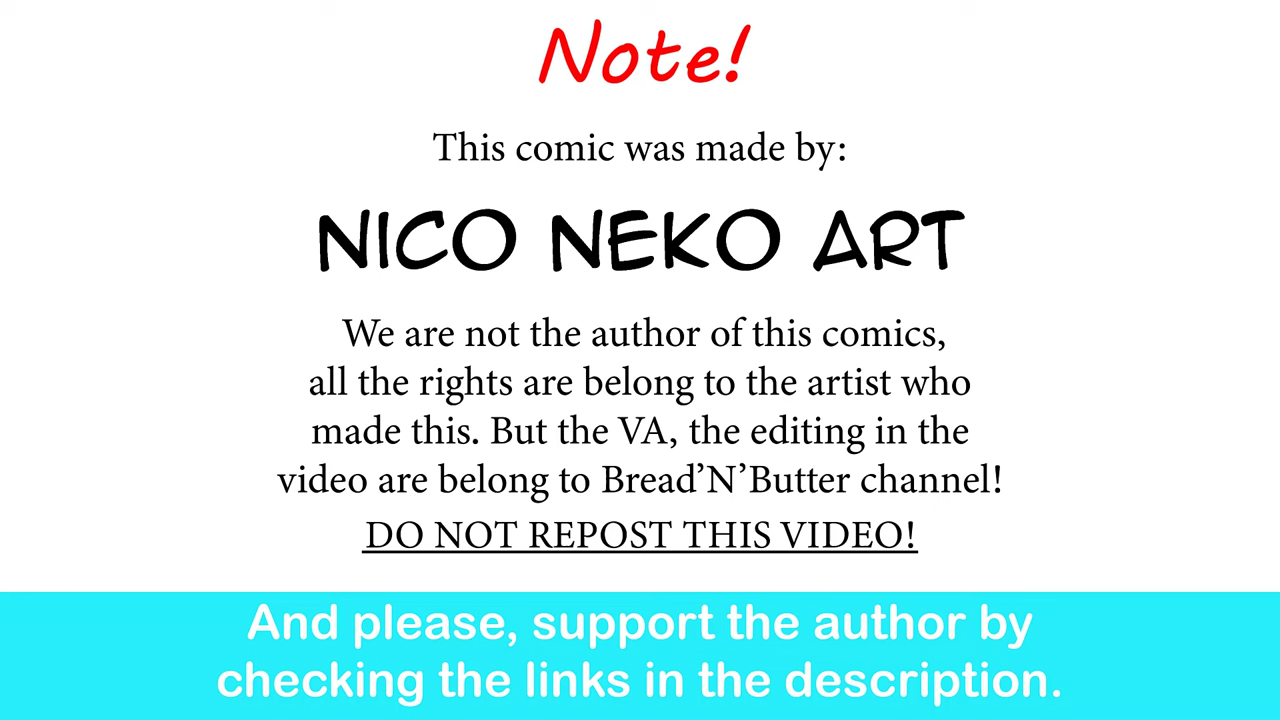 Note!
This comic was made by:
NICO NEKO ART
We are not the author of this comics,
all the rights are belong to the artist who
made this. But the VA, the editing in the
video are belong to Bread’N’Butter channel!
DO NOT REPOST THIS VIDEO!
And please, support the author by
checking the links in the description.